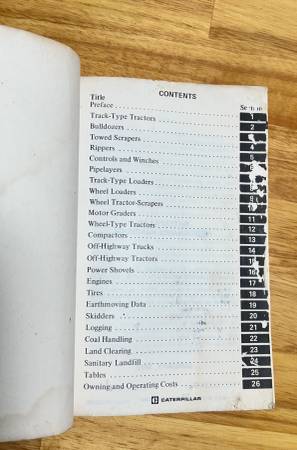 CONTENTS
Title
Preface
Track-Type Tractors 1
Bulldozers 2
Towed Scrapers
Rippers 4
Controls and Winches 5
Pipelayers
Track-Type Loaders
Wheel Loaders
Wheel Tractor-Scrapers
Motor Graders 11
Wheel-Type Tractors 12
Compactors 13
Off-Highway Trucks 14
Off-Highway Tractors 15
Power Shovels 16
Engines 17
Tires 18
Earthmoving Data 19
Skidders 20
Logging 21
Coal Handling 22
Land Clearing 23
Sanitary Landfill 24
Tables 25
Owning and Operating Costs 26
CATERPILLAR